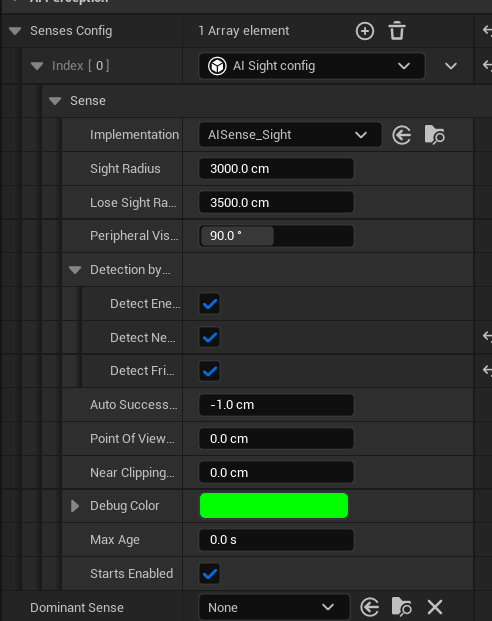 AI Perception
Senses Config 1 Array element
Index [ 0 ] AI Sight config
Sense
Implementation AISense_Sight
Sight Radius 3000.0 cm
Lose Sight Ra... 3500.0 cm
Peripheral Vis... 90.0 °
Detection by...
Detect Ene...
Detect Ne...
Detect Fri...
Auto Success... -1.0 cm
Point Of View... 0.0 cm
Near Clipping... 0.0 cm
Debug Color
Max Age 0.0 s
Starts Enabled
Dominant Sense None